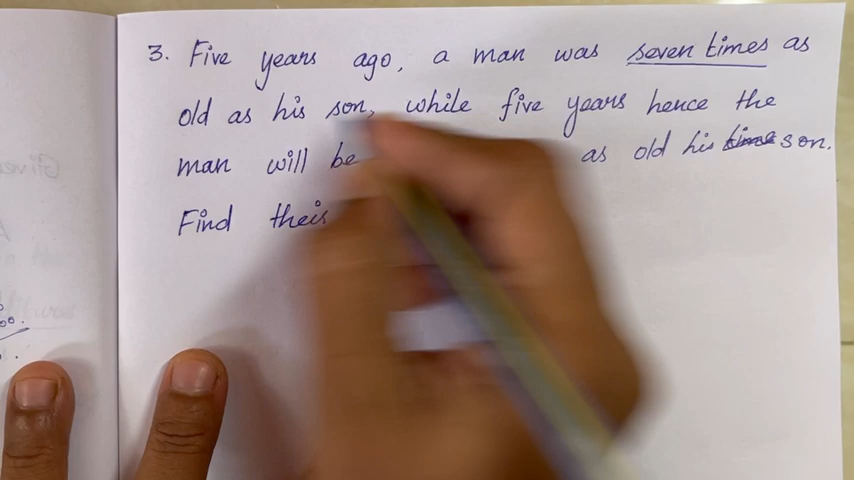 3. Five years ago, a man was seven times as
old as his son, while five years hence the
man will be as old his time son.
Find their